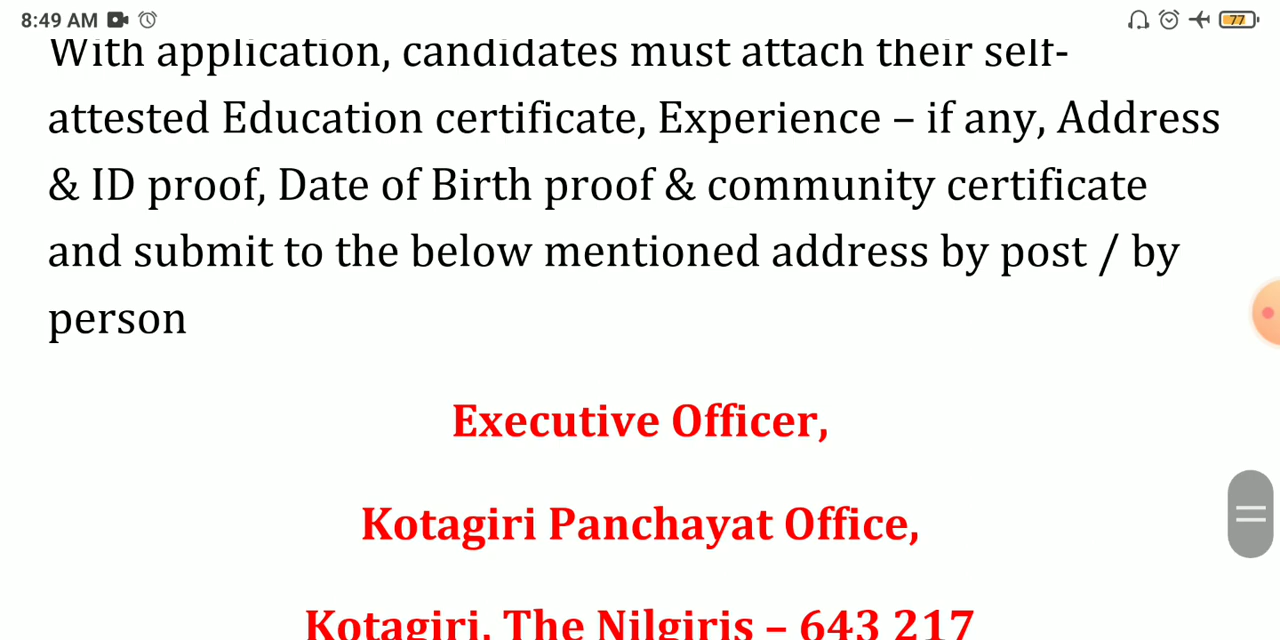 8:49 AM
77
With application, candidates must attach their self-
attested Education certificate, Experience – if any, Address
& ID proof, Date of Birth proof & community certificate
and submit to the below mentioned address by post / by
person
Executive Officer,
Kotagiri Panchayat Office,
Kotagiri, The Nilgiris – 643 217